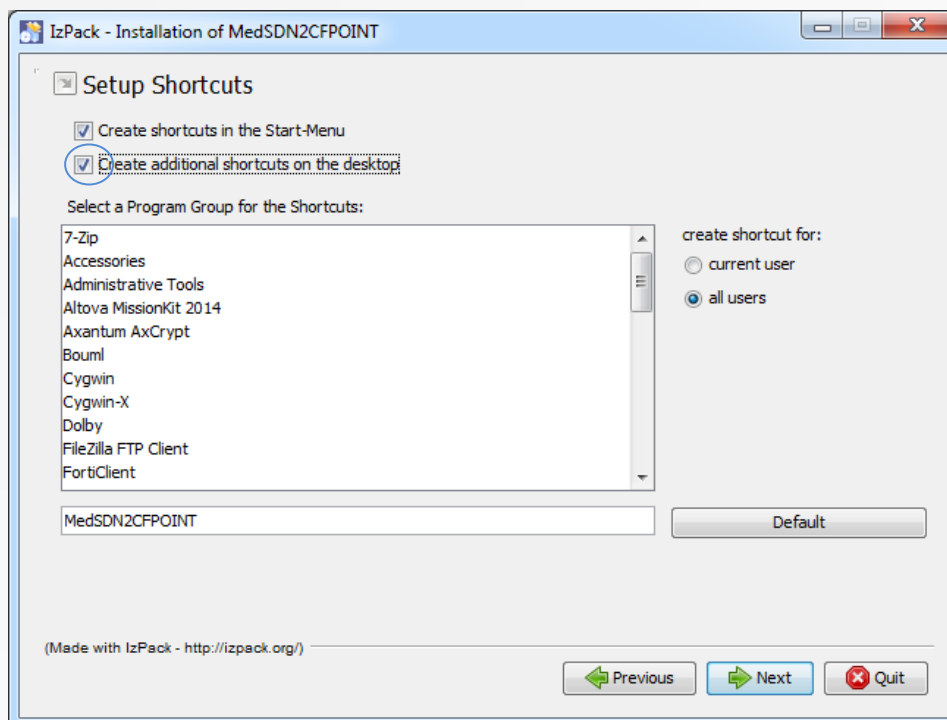 IzPack - Installation of MedSDN2CFPOINT
Setup Shortcuts
Create shortcuts in the Start-Menu
Create additional shortcuts on the desktop
Select a Program Group for the Shortcuts:
7-Zip
Accessories
Administrative Tools
Altova MissionKit 2014
Axantum AxCrypt
Bouml
Cygwin
Cygwin-X
Dolby
FileZilla FTP Client
FortiClient
create shortcut for:
current user
all users
MedSDN2CFPOINT
Default
(Made with IzPack - http://izpack.org/)
Previous
Next
Quit